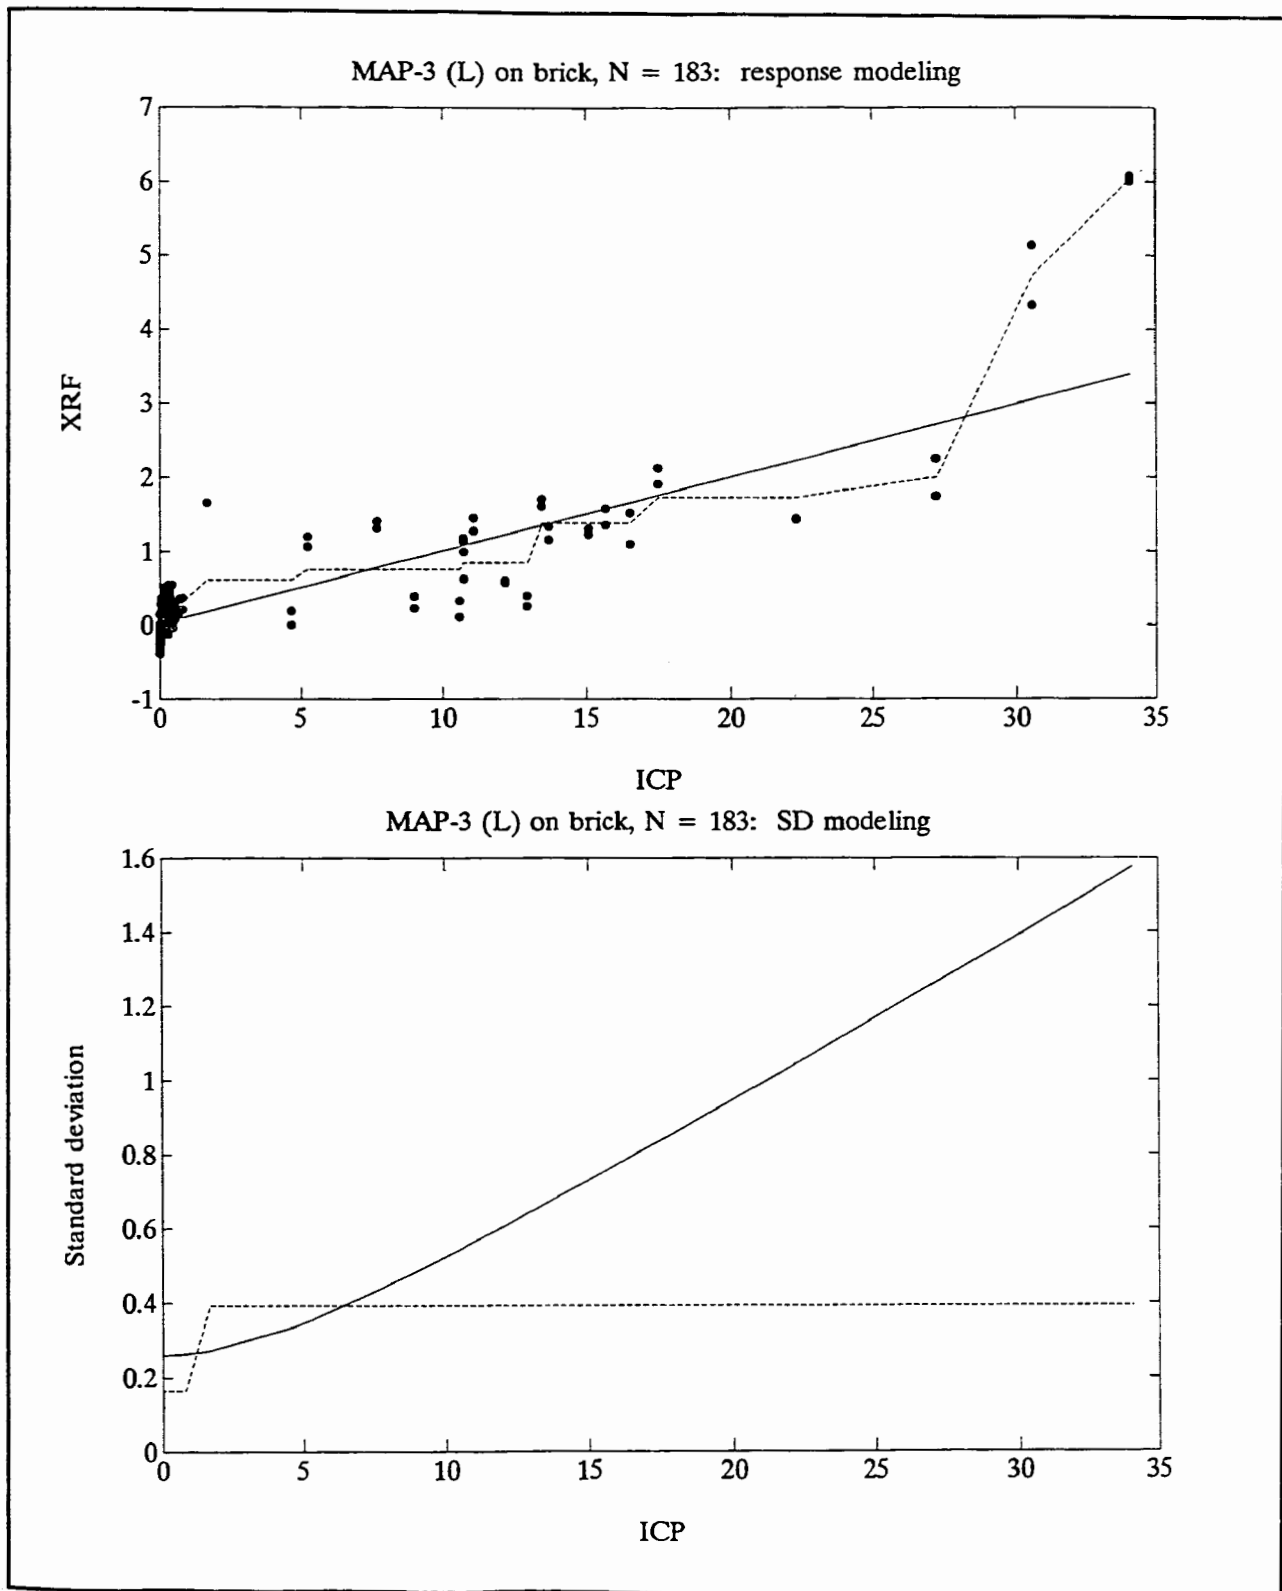 MAP-3 (L) on brick, N = 183: response modeling
7
6
5
4
3
2
1
0
-1
XRF
0 5 10 15 20 25 30 35
ICP
MAP-3 (L) on brick, N = 183: SD modeling
1.6
1.4
1.2
1
0.8
0.6
0.4
0.2
0
Standard deviation
0 5 10 15 20 25 30 35
ICP